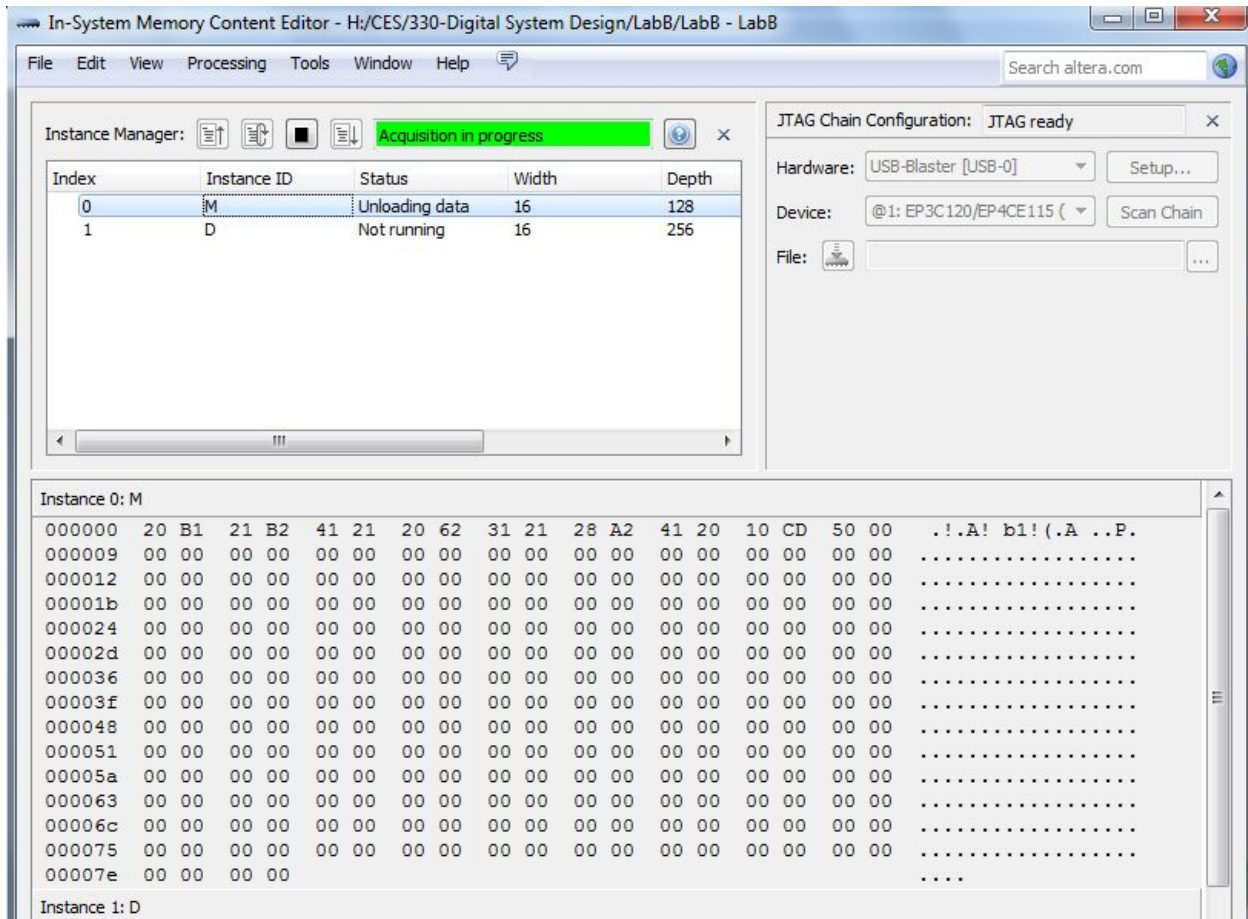 In-System Memory Content Editor - H:/CES/330-Digital System Design/LabB/LabB - LabB
File Edit View Processing Tools Window Help Search altera.com
Instance Manager: Acquisition in progress
Index Instance ID Status Width Depth
0 M Unloading data 16 128
1 D Not running 16 256
JTAG Chain Configuration: JTAG ready
Hardware: USB-Blaster [USB-0] Setup...
Device: @1: EP3C120/EP4CE115 ( Scan Chain
File: ...
Instance 0: M
000000 20 B1 21 B2 41 21 20 62 31 21 28 A2 41 20 10 CD 50 00 .!.A! b1!(.A ..P.
000009 00 00 00 00 00 00 00 00 00 00 00 00 00 00 00 00 00 00 ..................
000012 00 00 00 00 00 00 00 00 00 00 00 00 00 00 00 00 00 00 ..................
00001b 00 00 00 00 00 00 00 00 00 00 00 00 00 00 00 00 00 00 ..................
000024 00 00 00 00 00 00 00 00 00 00 00 00 00 00 00 00 00 00 ..................
00002d 00 00 00 00 00 00 00 00 00 00 00 00 00 00 00 00 00 00 ..................
000036 00 00 00 00 00 00 00 00 00 00 00 00 00 00 00 00 00 00 ..................
00003f 00 00 00 00 00 00 00 00 00 00 00 00 00 00 00 00 00 00 ..................
000048 00 00 00 00 00 00 00 00 00 00 00 00 00 00 00 00 00 00 ..................
000051 00 00 00 00 00 00 00 00 00 00 00 00 00 00 00 00 00 00 ..................
00005a 00 00 00 00 00 00 00 00 00 00 00 00 00 00 00 00 00 00 ..................
000063 00 00 00 00 00 00 00 00 00 00 00 00 00 00 00 00 00 00 ..................
00006c 00 00 00 00 00 00 00 00 00 00 00 00 00 00 00 00 00 00 ..................
000075 00 00 00 00 00 00 00 00 00 00 00 00 00 00 00 00 00 00 ..................
00007e 00 00 00 00 ....
Instance 1: D